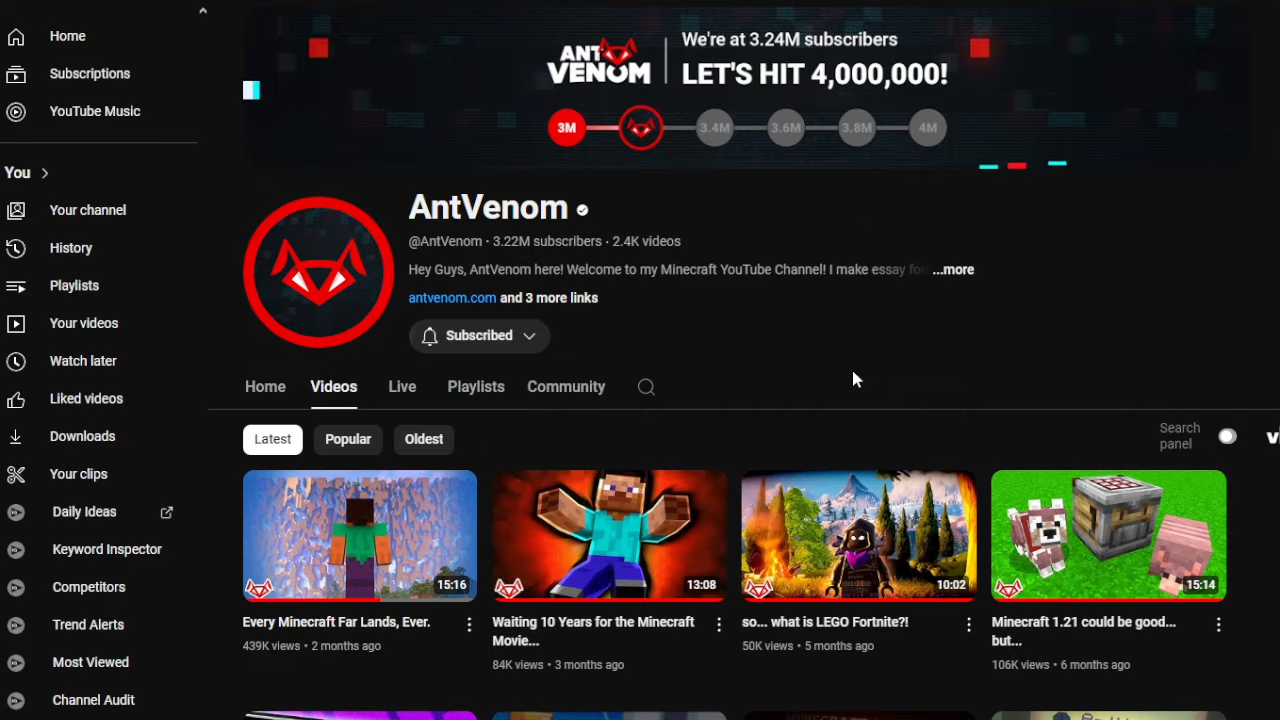 Home
Subscriptions
YouTube Music
You
Your channel
History
Playlists
Your videos
Watch later
Liked videos
Downloads
Your clips
Daily Ideas
Keyword Inspector
Competitors
Trend Alerts
Most Viewed
Channel Audit
ANT
VENOM
We're at 3.24M subscribers
LET'S HIT 4,000,000!
3M 3.4M 3.6M 3.8M 4M
AntVenom
@AntVenom · 3.22M subscribers · 2.4K videos
Hey Guys, AntVenom here! Welcome to my Minecraft YouTube Channel! I make essay for ...more
antvenom.com and 3 more links
Subscribed
Home Videos Live Playlists Community
Latest Popular Oldest
Search
panel
15:16 13:08 10:02 15:14
Every Minecraft Far Lands, Ever.
439K views · 2 months ago
Waiting 10 Years for the Minecraft
Movie...
84K views · 3 months ago
so... what is LEGO Fortnite?!
50K views · 5 months ago
Minecraft 1.21 could be good...
but...
106K views · 6 months ago